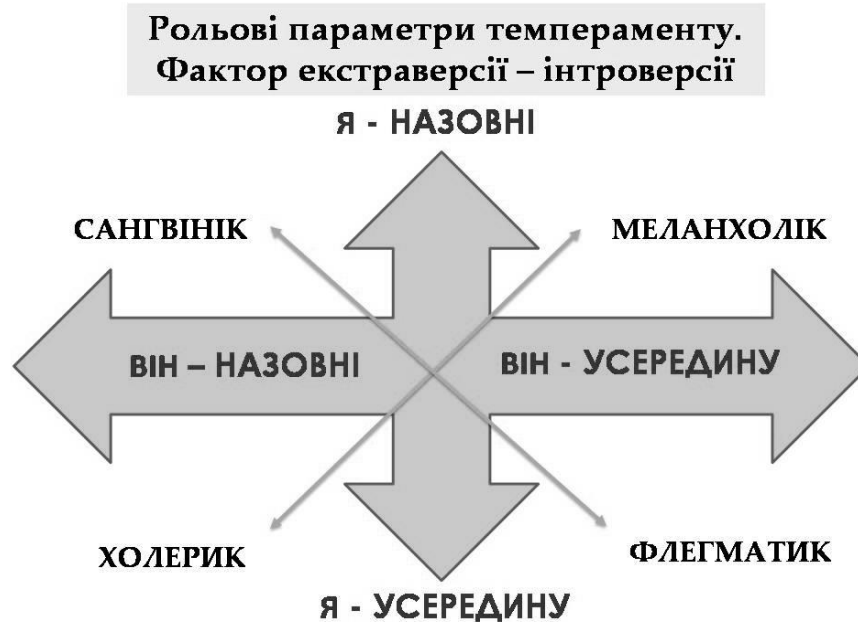 Рольові параметри темпераменту.
Фактор екстраверсії – інтроверсії
Я - НАЗОВНІ
САНГВІНІК
МЕЛАНХОЛІК
ВІН – НАЗОВНІ
ВІН - УСЕРЕДИНУ
ХОЛЕРИК
ФЛЕГМАТИК
Я - УСЕРЕДИНУ